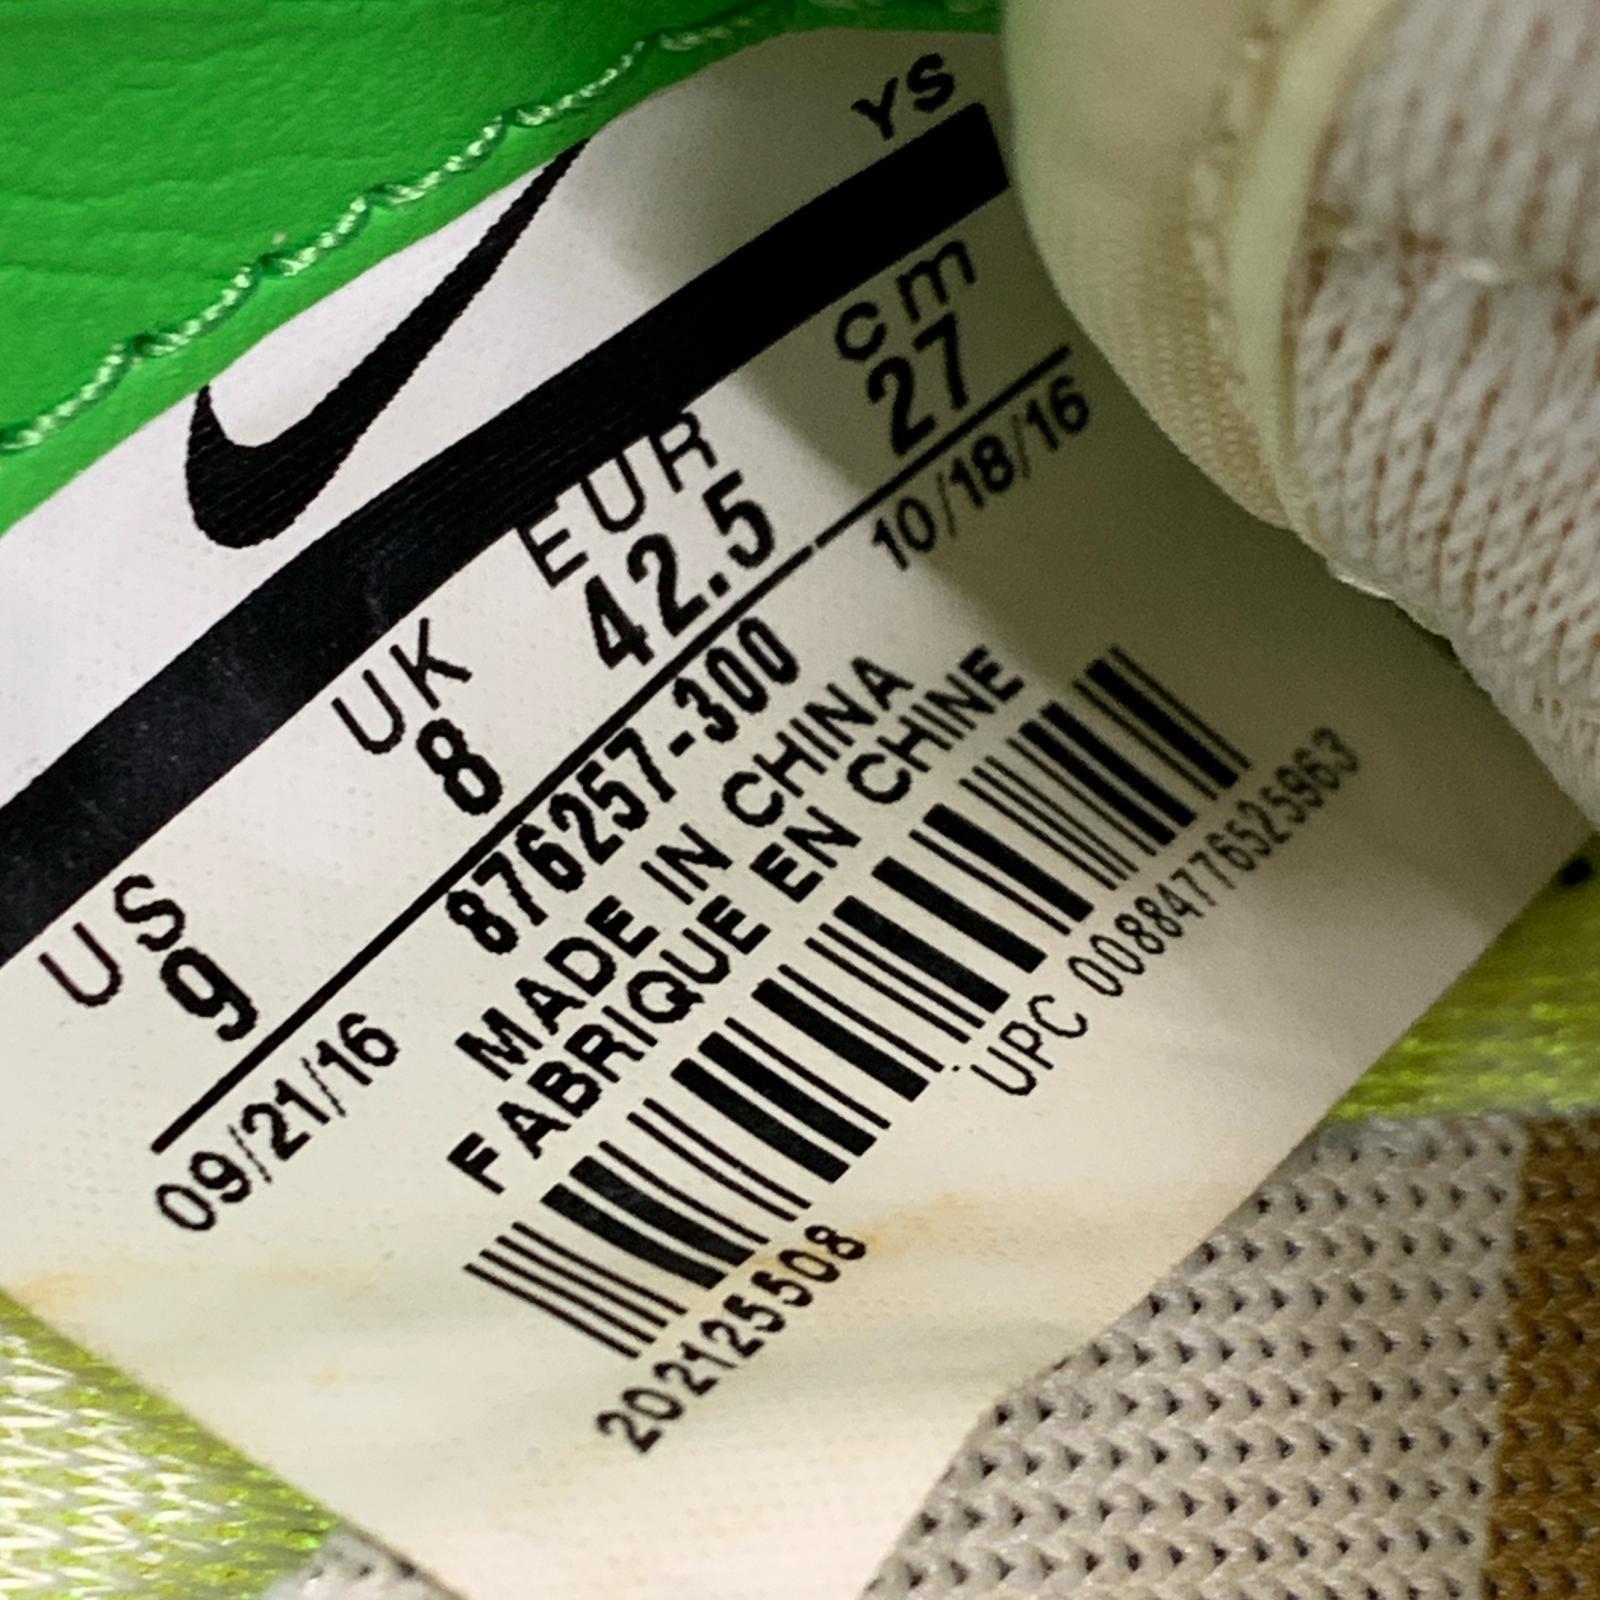 YS
US UK EUR cm
9 8 42.5 27
09/21/16 876257-300 10/18/16
MADE IN CHINA
FABRIQUE EN CHINE
UPC 00884776525963
202125508